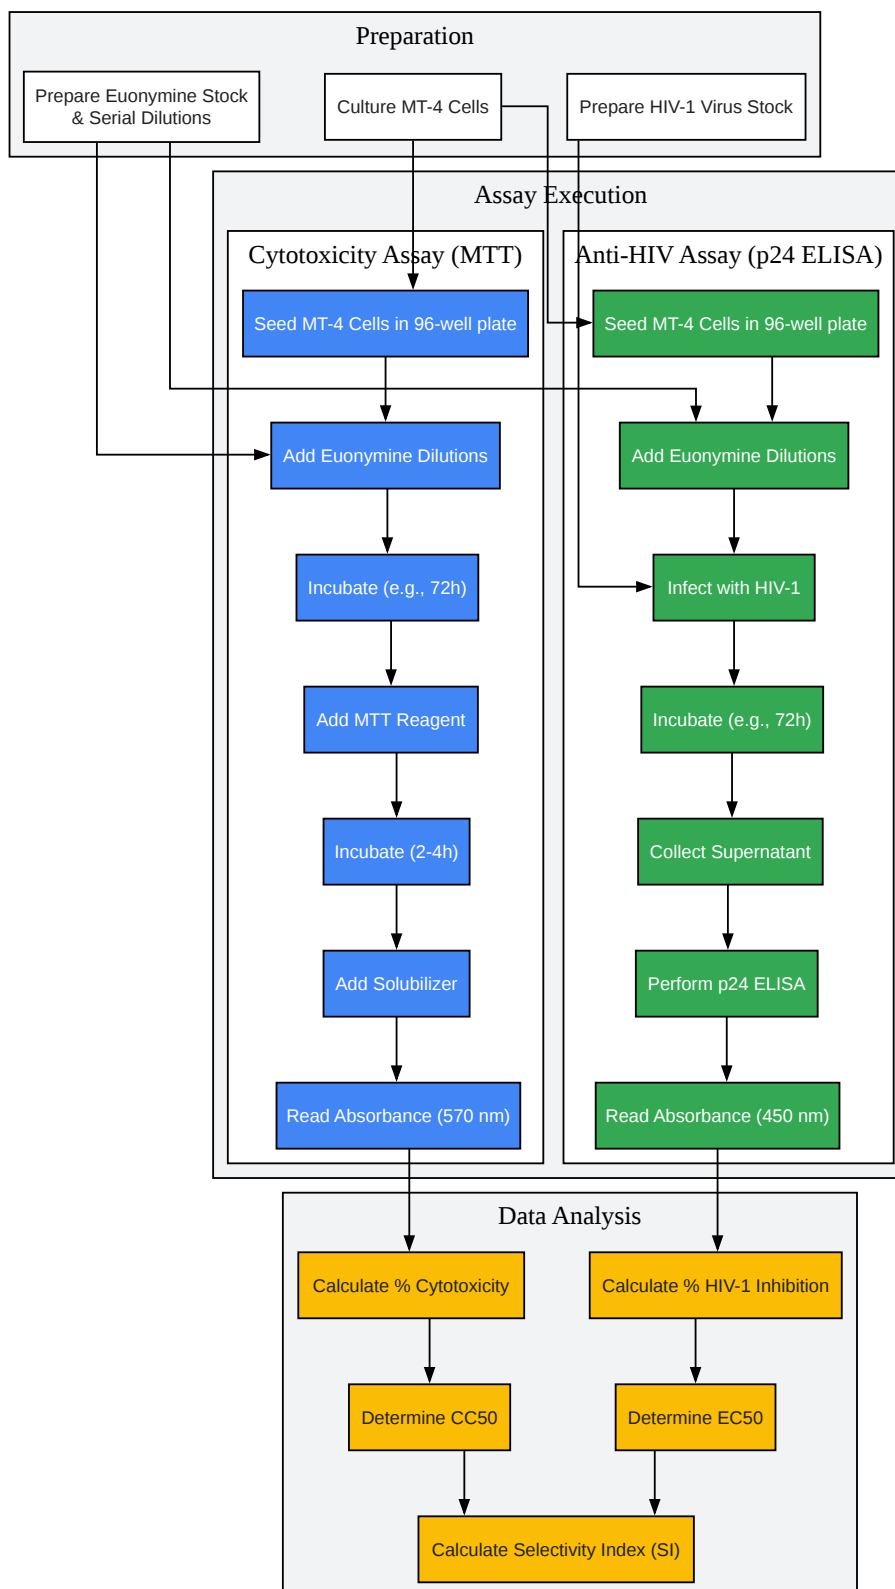 Preparation
Prepare Euonymine Stock
& Serial Dilutions
Culture MT-4 Cells
Prepare HIV-1 Virus Stock
Assay Execution
Cytotoxicity Assay (MTT)
Anti-HIV Assay (p24 ELISA)
Seed MT-4 Cells in 96-well plate
Seed MT-4 Cells in 96-well plate
Add Euonymine Dilutions
Add Euonymine Dilutions
Incubate (e.g., 72h)
Infect with HIV-1
Add MTT Reagent
Incubate (e.g., 72h)
Incubate (2-4h)
Collect Supernatant
Add Solubilizer
Perform p24 ELISA
Read Absorbance (570 nm)
Read Absorbance (450 nm)
Data Analysis
Calculate % Cytotoxicity
Calculate % HIV-1 Inhibition
Determine CC50
Determine EC50
Calculate Selectivity Index (SI)